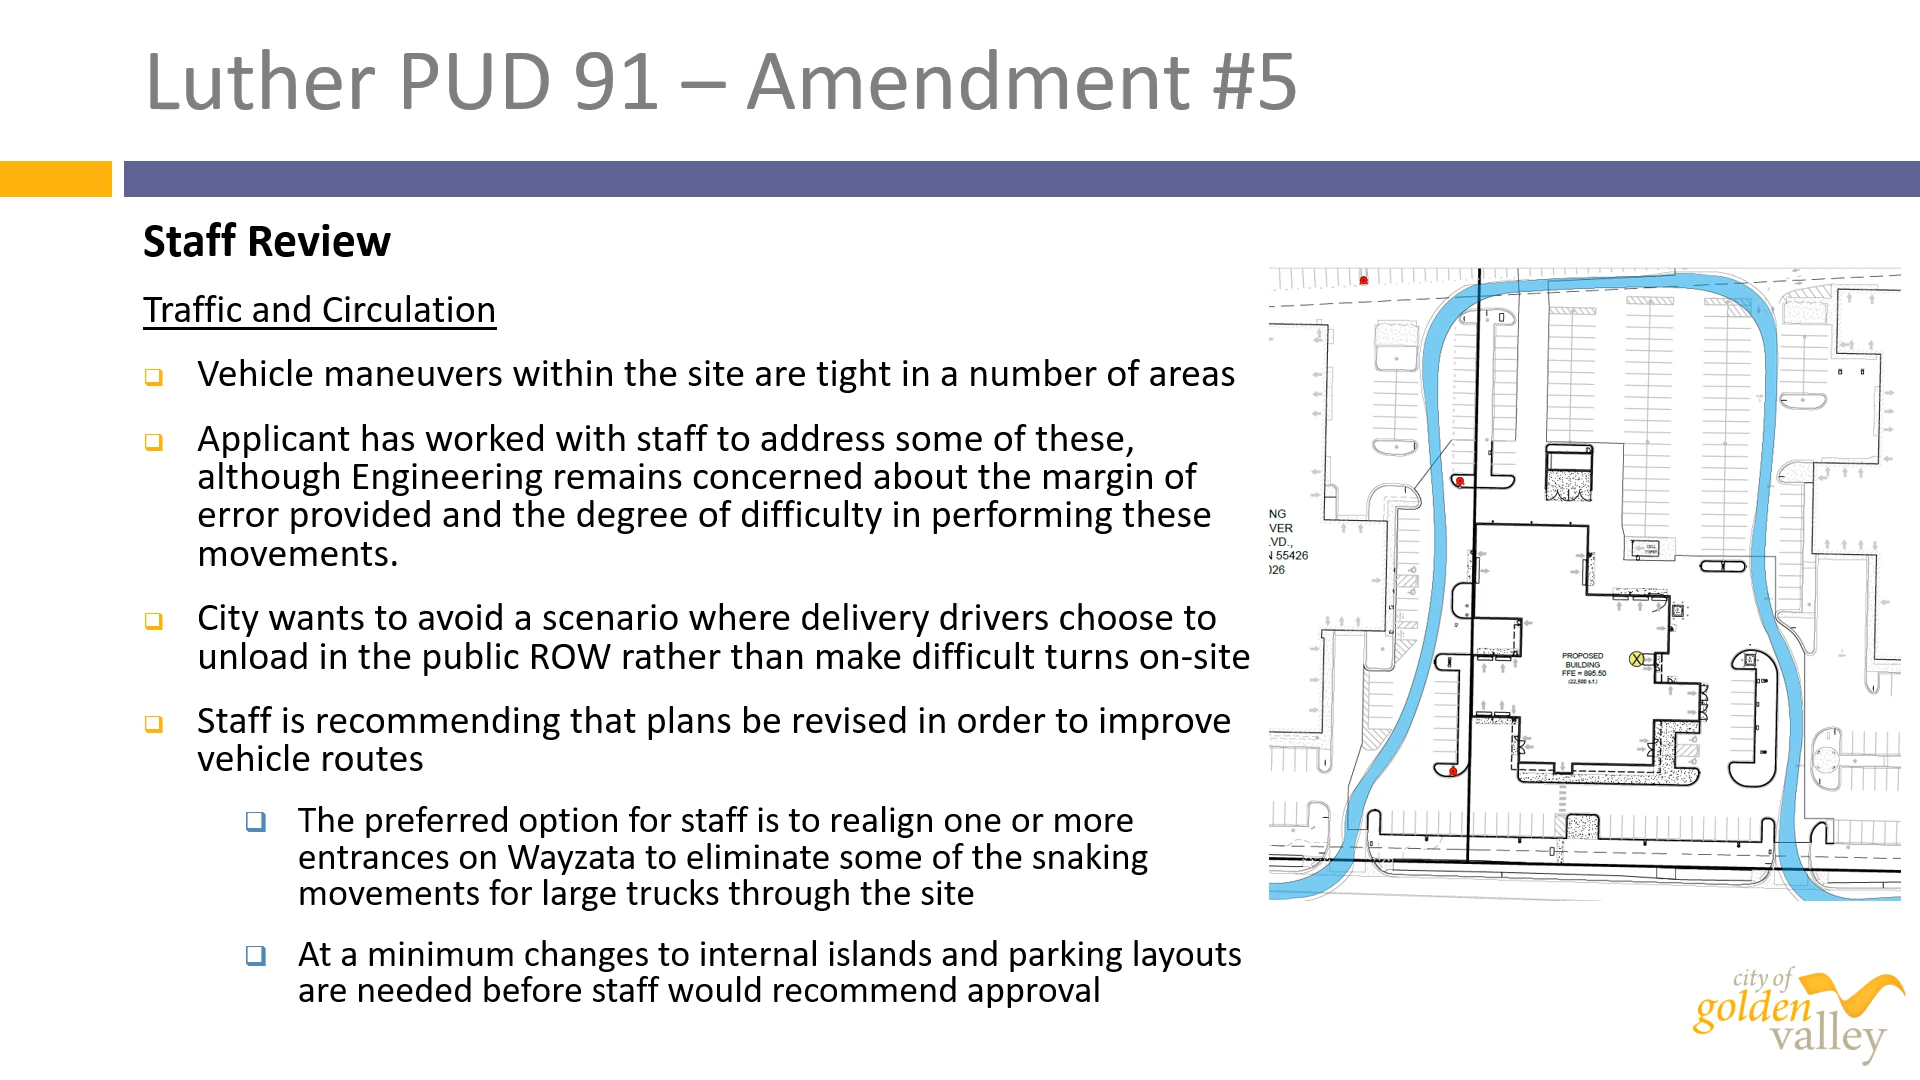 Luther PUD 91 – Amendment #5
Staff Review
Traffic and Circulation
Vehicle maneuvers within the site are tight in a number of areas
Applicant has worked with staff to address some of these,
although Engineering remains concerned about the margin of
error provided and the degree of difficulty in performing these
movements.
City wants to avoid a scenario where delivery drivers choose to
unload in the public ROW rather than make difficult turns on-site
Staff is recommending that plans be revised in order to improve
vehicle routes
The preferred option for staff is to realign one or more
entrances on Wayzata to eliminate some of the snaking
movements for large trucks through the site
At a minimum changes to internal islands and parking layouts
are needed before staff would recommend approval
NG
VER
VD.,
55426
026
PROPOSED
BUILDING
FFE = 895.50
city of
golden
valley